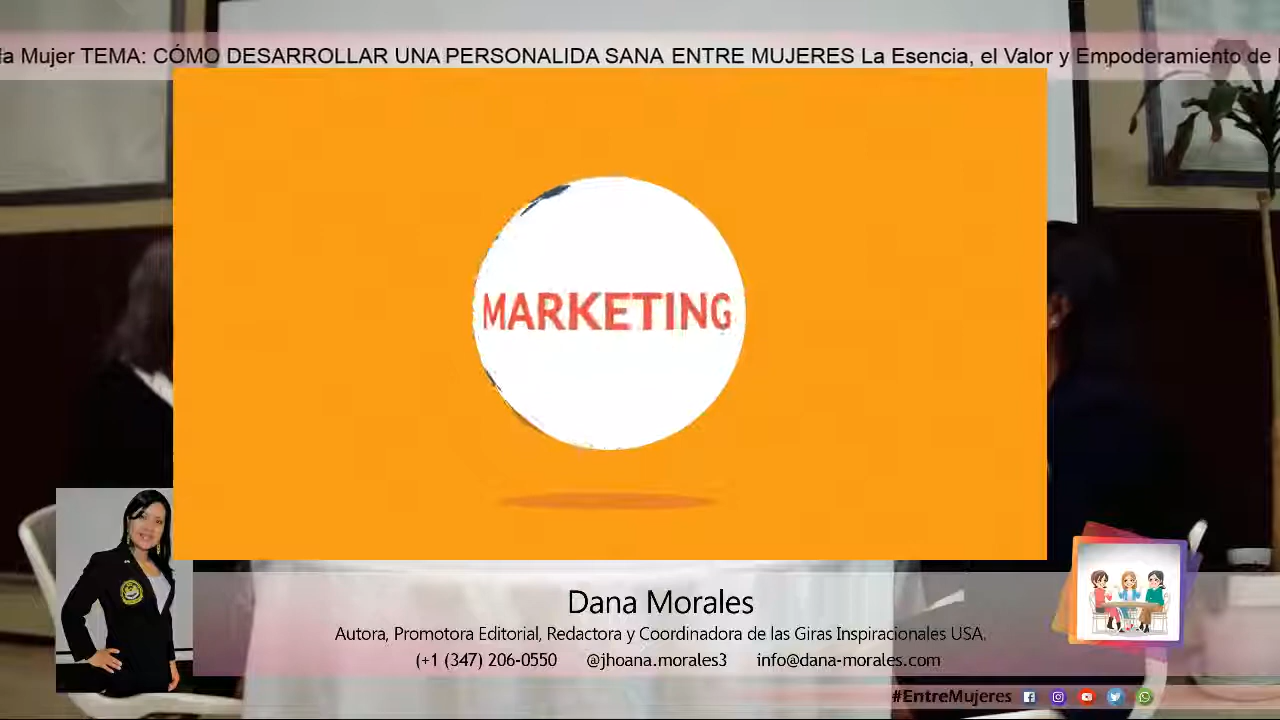 Mujer TEMA: CÓMO DESARROLLAR UNA PERSONALIDA SANA ENTRE MUJERES La Esencia, el Valor y Empoderamiento de
MARKETING
Dana Morales
Autora, Promotora Editorial, Redactora y Coordinadora de las Giras Inspiracionales USA.
(+1 (347) 206-0550 @jhoana.morales3 info@dana-morales.com
#EntreMujeres